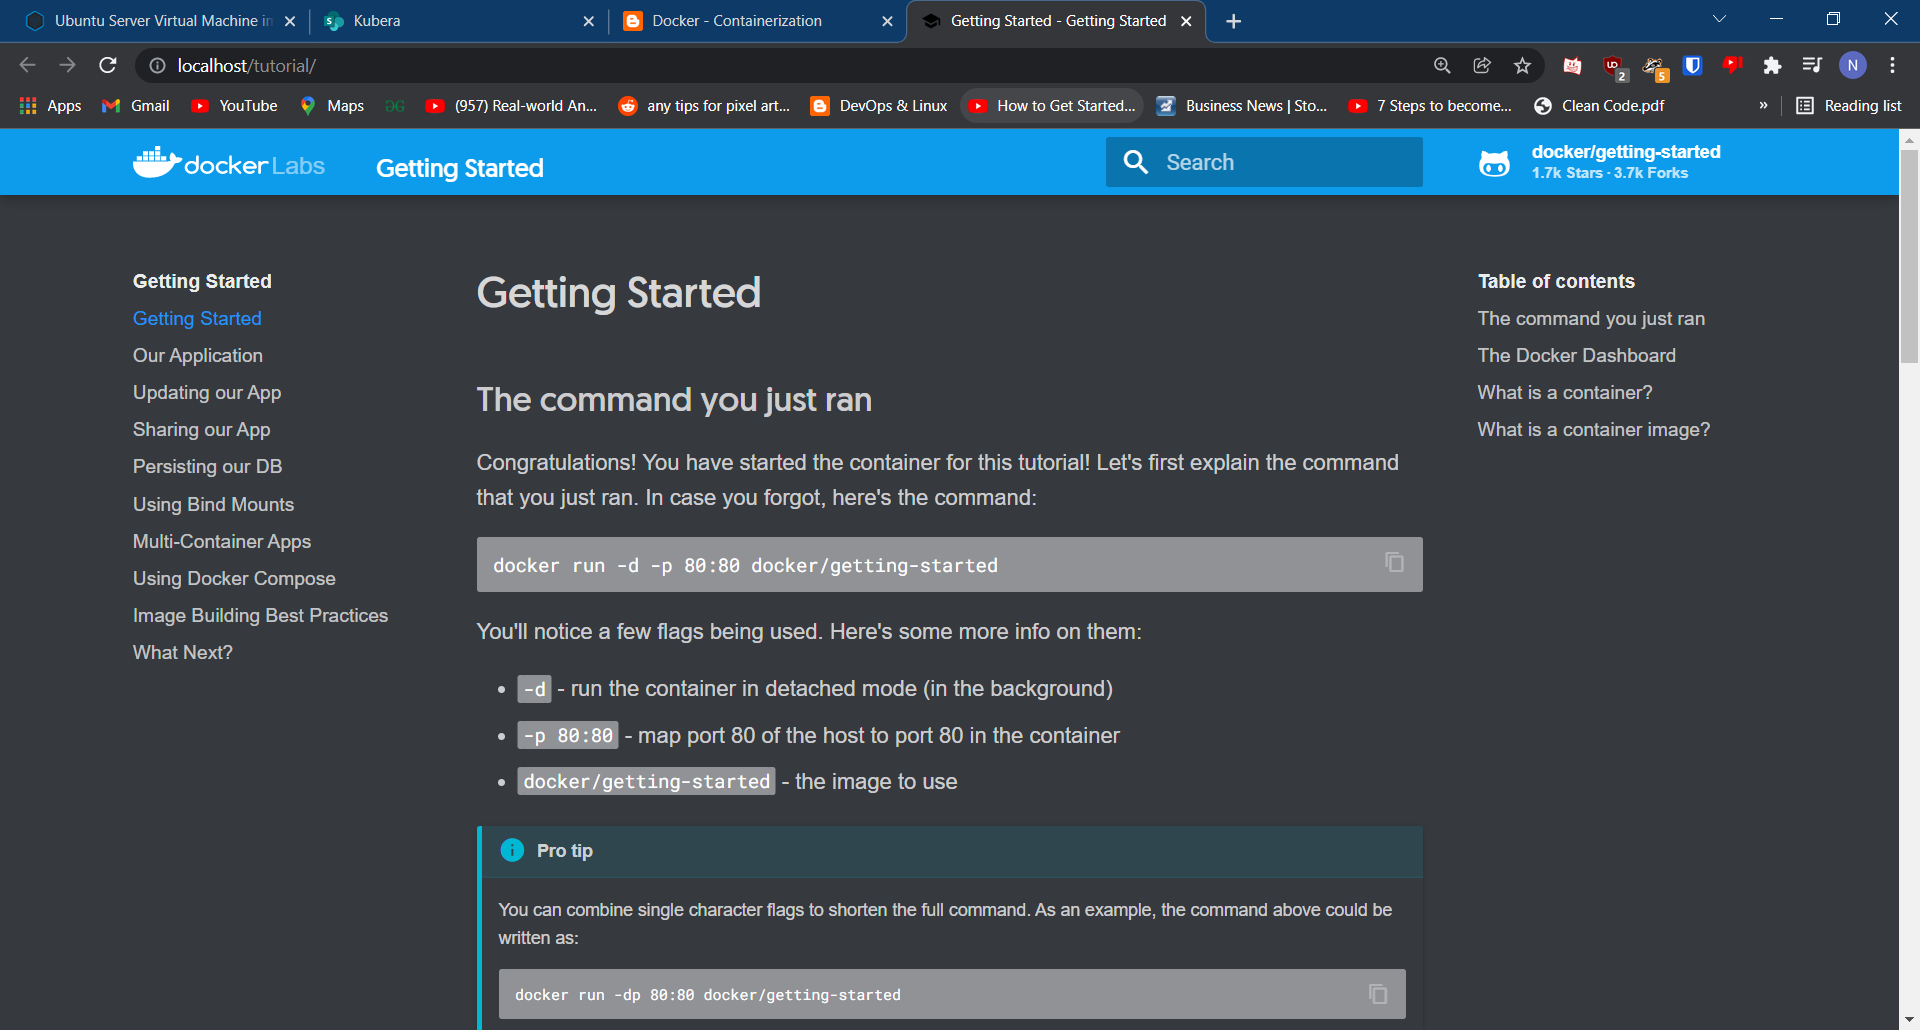 Ubuntu Server Virtual Machine in
Kubera
Docker - Containerization
Getting Started - Getting Started
localhost/tutorial/
2
5
N
Apps
Gmail
YouTube
Maps
(957) Real-world An...
any tips for pixel art...
DevOps & Linux
How to Get Started...
Business News | Sto...
7 Steps to become...
Clean Code.pdf
»
Reading list
docker Labs
Getting Started
Search
docker/getting-started
1.7k Stars · 3.7k Forks
Getting Started
Getting Started
Our Application
Updating our App
Sharing our App
Persisting our DB
Using Bind Mounts
Multi-Container Apps
Using Docker Compose
Image Building Best Practices
What Next?
Getting Started
The command you just ran
Congratulations! You have started the container for this tutorial! Let's first explain the command
that you just ran. In case you forgot, here's the command:
docker run -d -p 80:80 docker/getting-started
You'll notice a few flags being used. Here's some more info on them:
• -d - run the container in detached mode (in the background)
• -p 80:80 - map port 80 of the host to port 80 in the container
• docker/getting-started - the image to use
Pro tip
You can combine single character flags to shorten the full command. As an example, the command above could be
written as:
docker run -dp 80:80 docker/getting-started
Table of contents
The command you just ran
The Docker Dashboard
What is a container?
What is a container image?